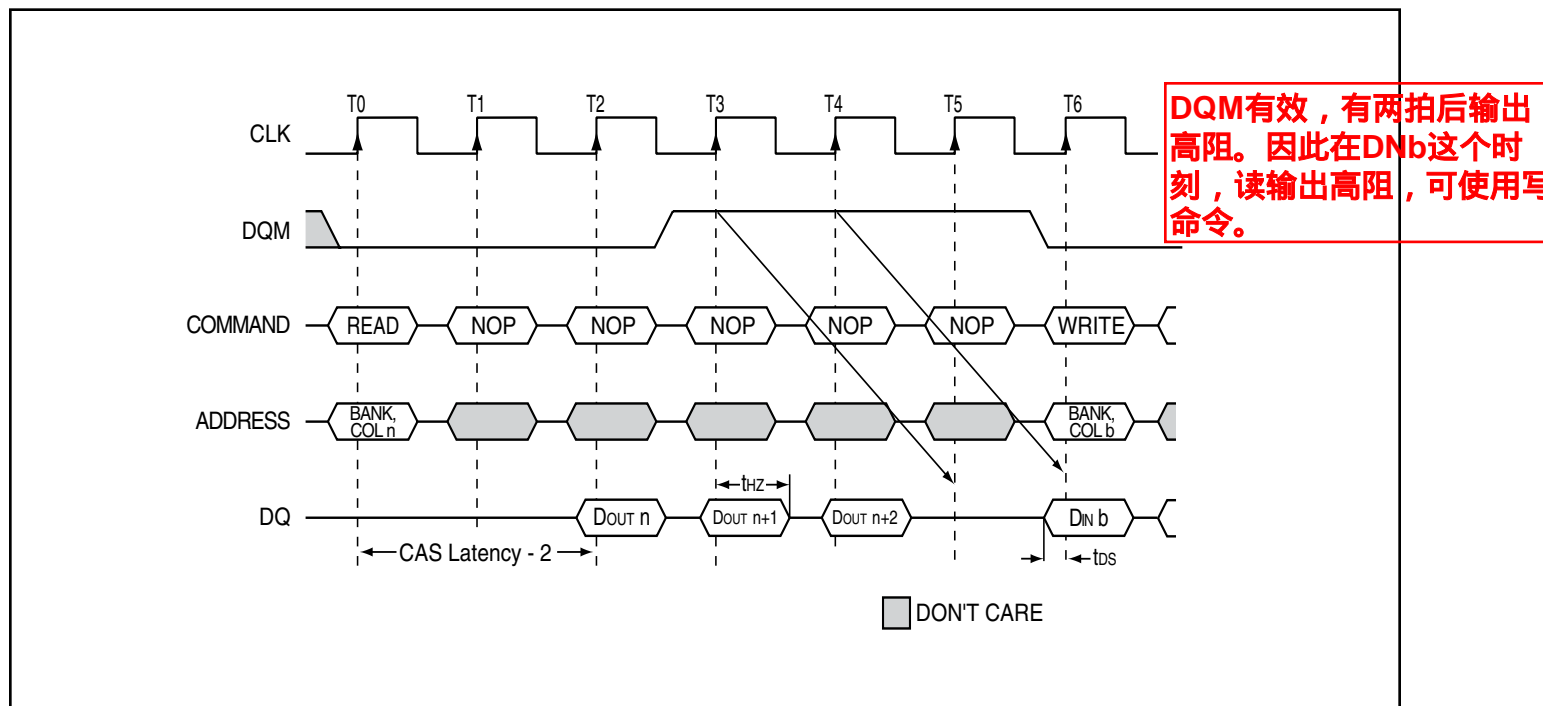 T0 T1 T2 T3 T4 T5 T6
CLK
DQM有效，有两拍后输出
高阻。因此在DNb这个时
刻，读输出高阻，可使用写
命令。
DQM
COMMAND READ NOP NOP NOP NOP NOP WRITE
ADDRESS BANK, COL n BANK, COL b
tHZ
DQ DOUT n DOUT n+1 DOUT n+2 DIN b
CAS Latency - 2 tDS
DON'T CARE